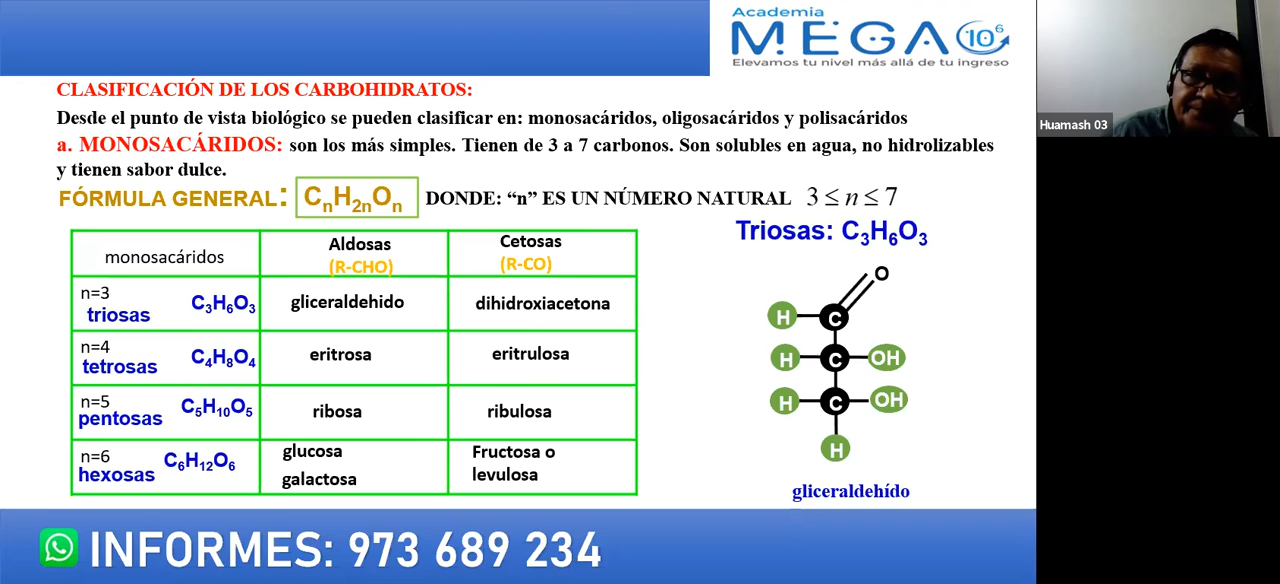 Academia
MEGA 10⁶
Elevamos tu nivel más allá de tu ingreso
Huamash 03
CLASIFICACIÓN DE LOS CARBOHIDRATOS:
Desde el punto de vista biológico se pueden clasificar en: monosacáridos, oligosacáridos y polisacáridos
a. MONOSACÁRIDOS: son los más simples. Tienen de 3 a 7 carbonos. Son solubles en agua, no hidrolizables
y tienen sabor dulce.
FÓRMULA GENERAL: CₙH₂ₙOₙ DONDE: “n” ES UN NÚMERO NATURAL 3 ≤ n ≤ 7
monosacáridos
Aldosas
(R-CHO)
Cetosas
(R-CO)
n=3
triosas C₃H₆O₃
gliceraldehido
dihidroxiacetona
n=4
tetrosas C₄H₈O₄
eritrosa
eritrulosa
n=5
pentosas C₅H₁₀O₅
ribosa
ribulosa
n=6
hexosas C₆H₁₂O₆
glucosa
galactosa
Fructosa o
levulosa
Triosas: C₃H₆O₃
O
H C
H C OH
H C OH
H
gliceraldehído
INFORMES: 973 689 234